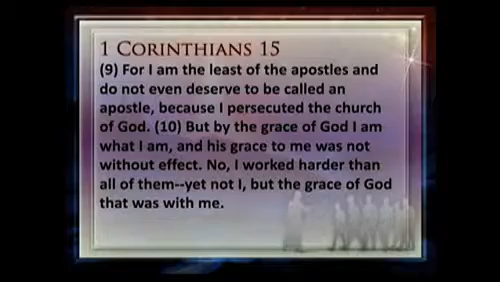 1 Corinthians 15
(9) For I am the least of the apostles and
do not even deserve to be called an
apostle, because I persecuted the church
of God. (10) But by the grace of God I am
what I am, and his grace to me was not
without effect. No, I worked harder than
all of them--yet not I, but the grace of God
that was with me.